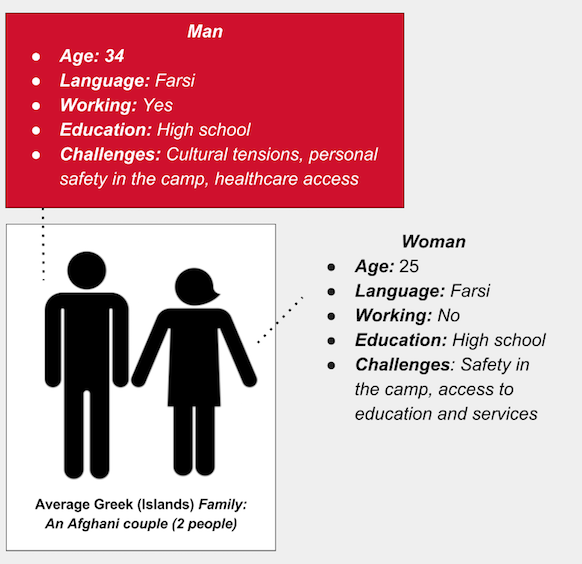 Man
● Age: 34
● Language: Farsi
● Working: Yes
● Education: High school
● Challenges: Cultural tensions, personal
safety in the camp, healthcare access
Woman
● Age: 25
● Language: Farsi
● Working: No
● Education: High school
● Challenges: Safety in
the camp, access to
education and services
Average Greek (Islands) Family:
An Afghani couple (2 people)